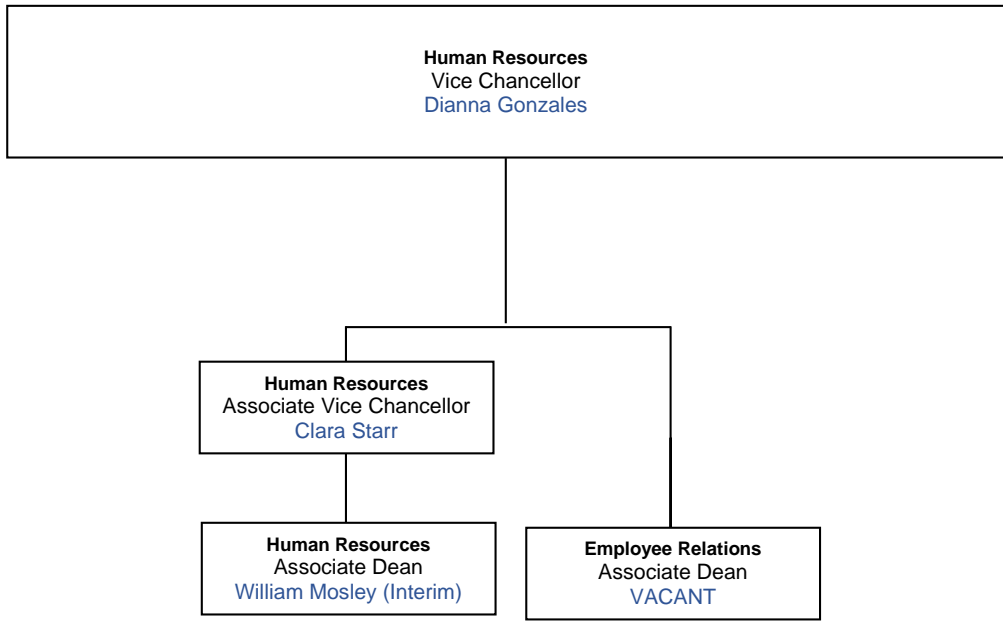 Human Resources
Vice Chancellor
Dianna Gonzales
Human Resources
Associate Vice Chancellor
Clara Starr
Human Resources
Associate Dean
William Mosley (Interim)
Employee Relations
Associate Dean
VACANT